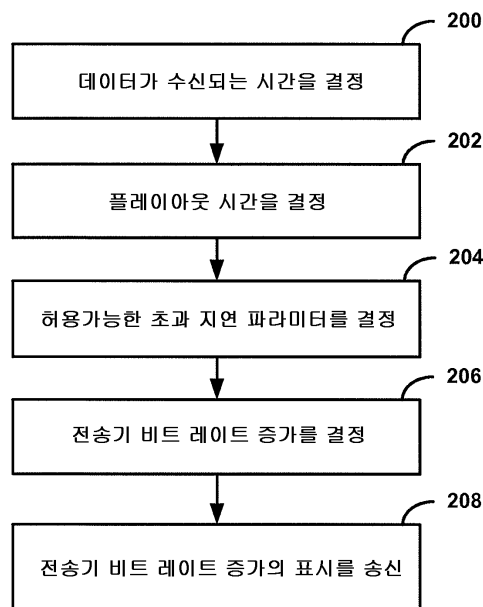 200
데이터가 수신되는 시간을 결정
202
플레이아웃 시간을 결정
204
허용가능한 초과 지연 파라미터를 결정
206
전송기 비트 레이트 증가를 결정
208
전송기 비트 레이트 증가의 표시를 송신